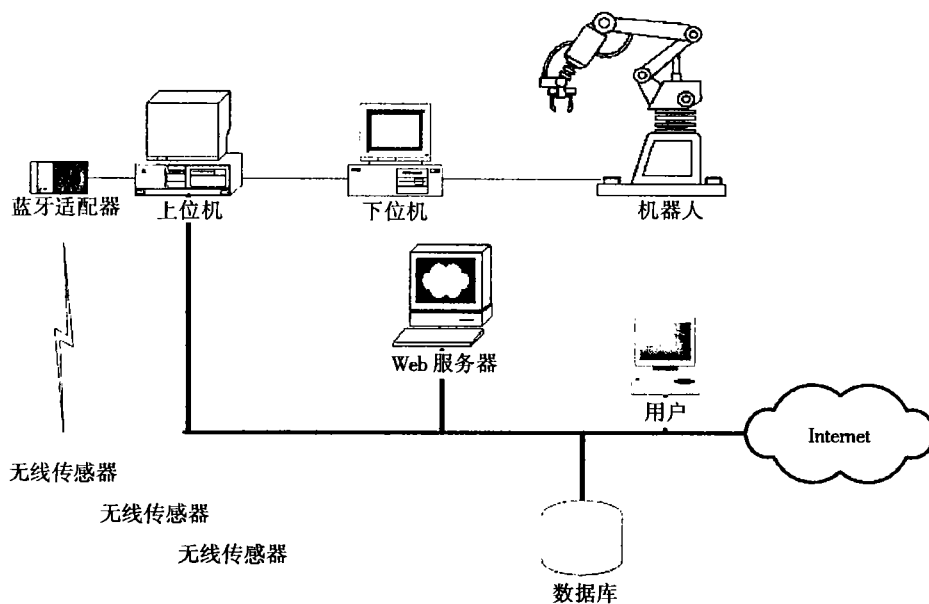 蓝牙适配器
上位机
下位机
机器人
Web 服务器
用户
Internet
无线传感器
无线传感器
无线传感器
数据库